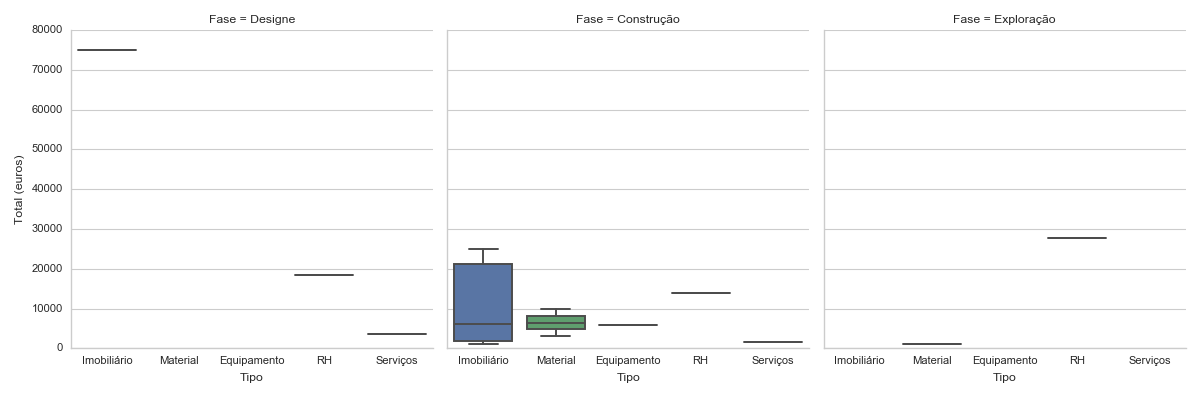 Fase = Designe
Fase = Construção
Fase = Exploração
Total (euros)
80000
70000
60000
50000
40000
30000
20000
10000
0
Imobiliário Material Equipamento RH Serviços
Imobiliário Material Equipamento RH Serviços
Imobiliário Material Equipamento RH Serviços
Tipo
Tipo
Tipo